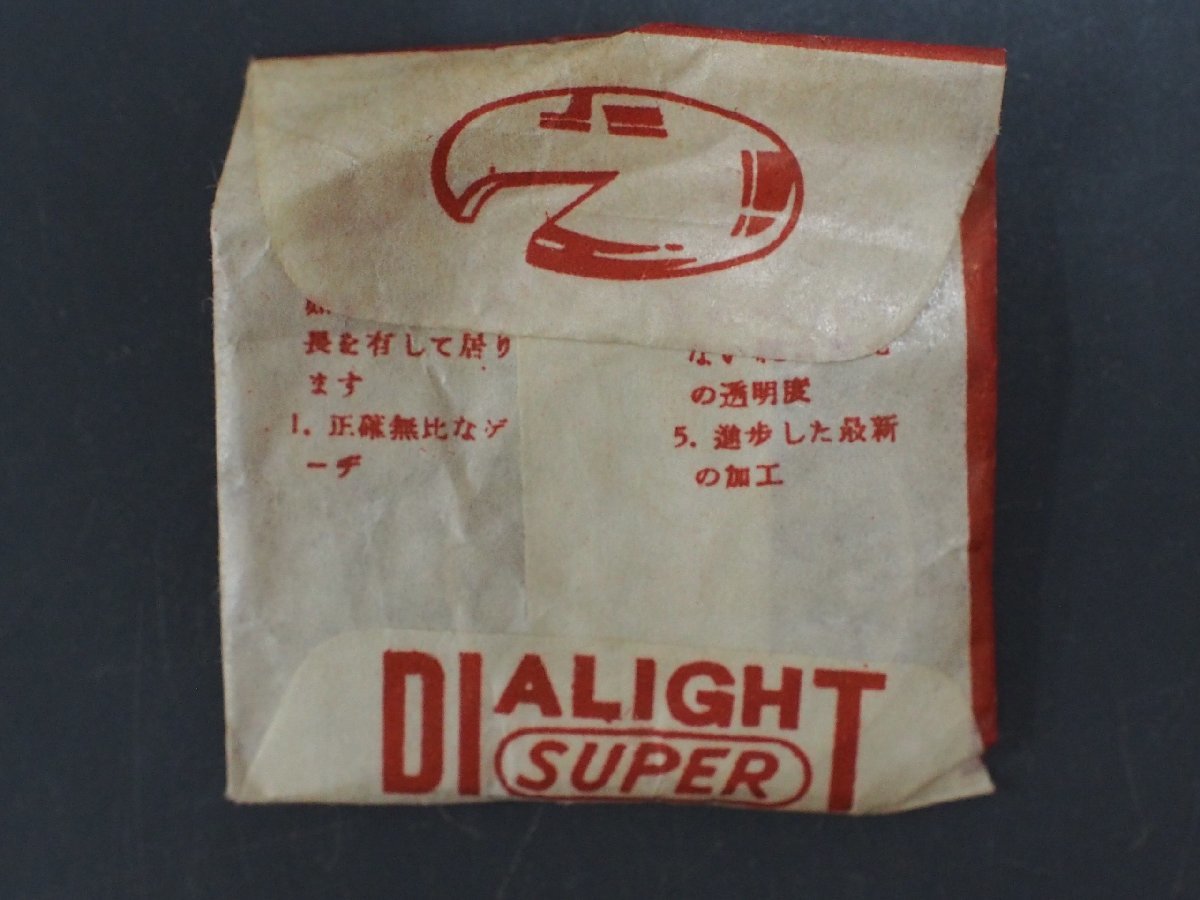 長を有して居り
ます
1. 正確無比なゲ
ーヂ
の透明度
5. 進歩した最新
の加工
DIALIGHT
SUPER